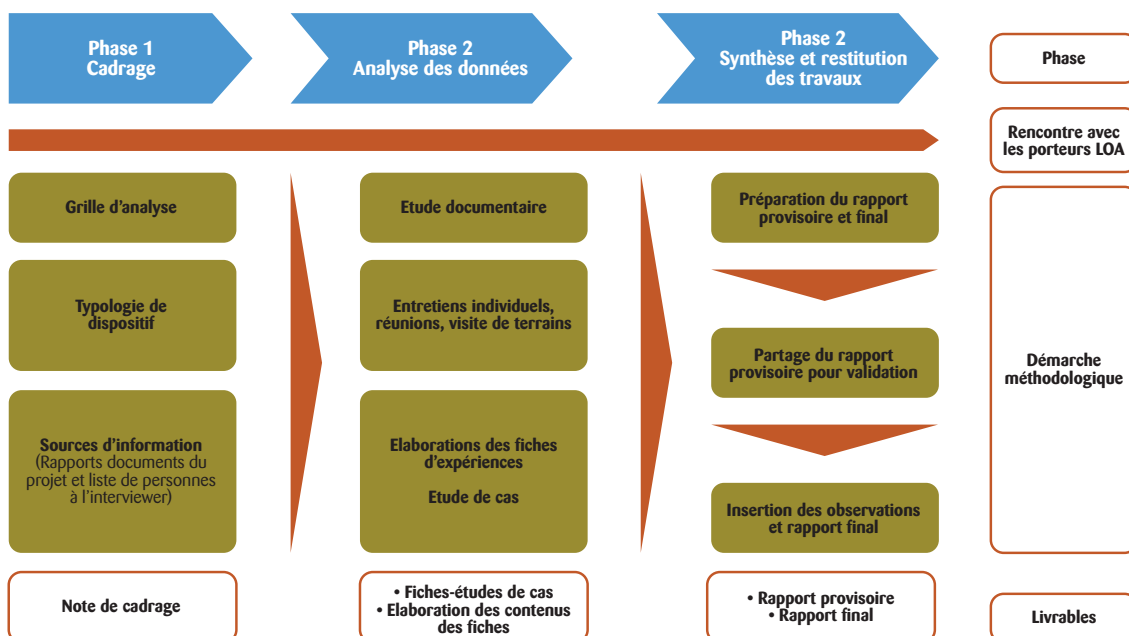 Phase 1
Cadrage
Phase 2
Analyse des données
Phase 2
Synthèse et restitution
des travaux
Phase
Rencontre avec
les porteurs LOA
Grille d'analyse
Etude documentaire
Préparation du rapport
provisoire et final
Typologie de
dispositif
Entretiens individuels,
réunions, visite de terrains
Partage du rapport
provisoire pour validation
Démarche
méthodologique
Sources d'information
(Rapports documents du
projet et liste de personnes
à l'interviewer)
Elaborations des fiches
d'expériences
Etude de cas
Insertion des observations
et rapport final
Note de cadrage
• Fiches-études de cas
• Elaboration des contenus
des fiches
• Rapport provisoire
• Rapport final
Livrables